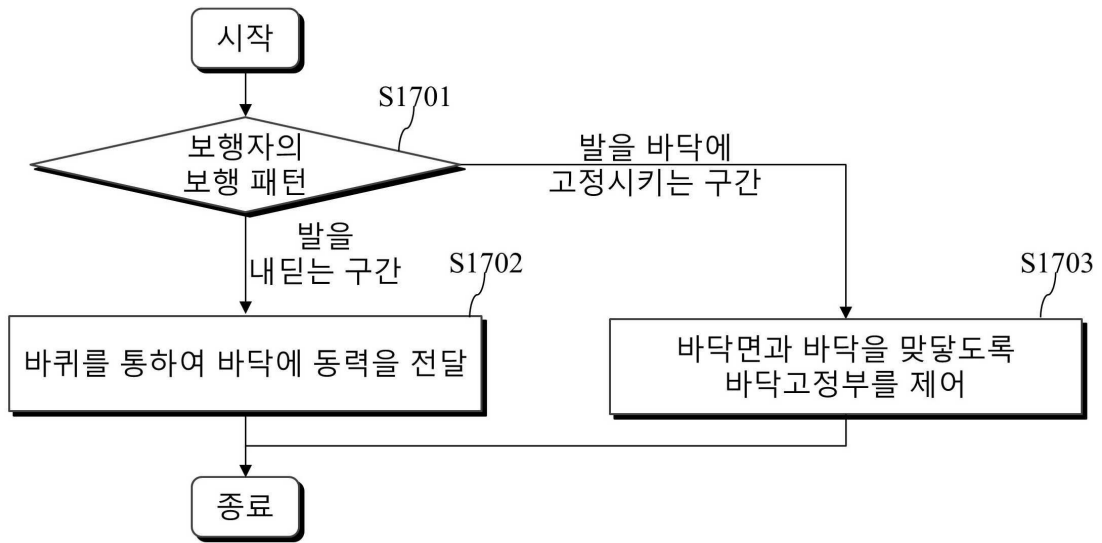 시작
S1701
보행자의
보행 패턴
발을 바닥에
고정시키는 구간
발을
내딛는 구간
S1702
바퀴를 통하여 바닥에 동력을 전달
S1703
바닥면과 바닥을 맞닿도록
바닥고정부를 제어
종료